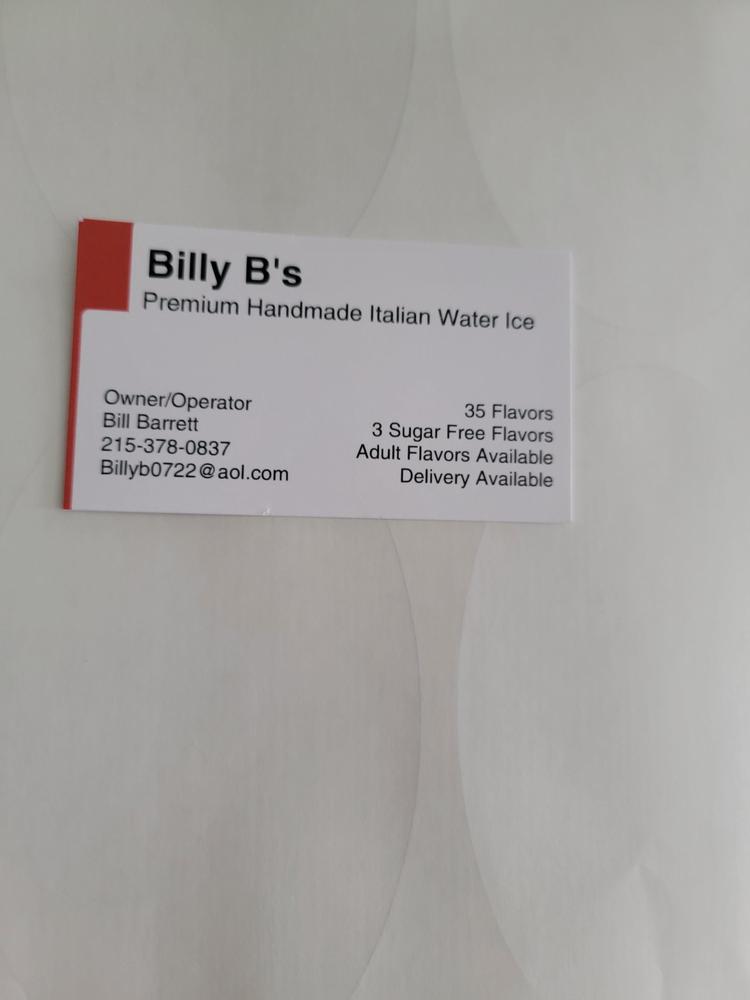 Billy B's
Premium Handmade Italian Water Ice
Owner/Operator
Bill Barrett
215-378-0837
Billyb0722@aol.com
35 Flavors
3 Sugar Free Flavors
Adult Flavors Available
Delivery Available